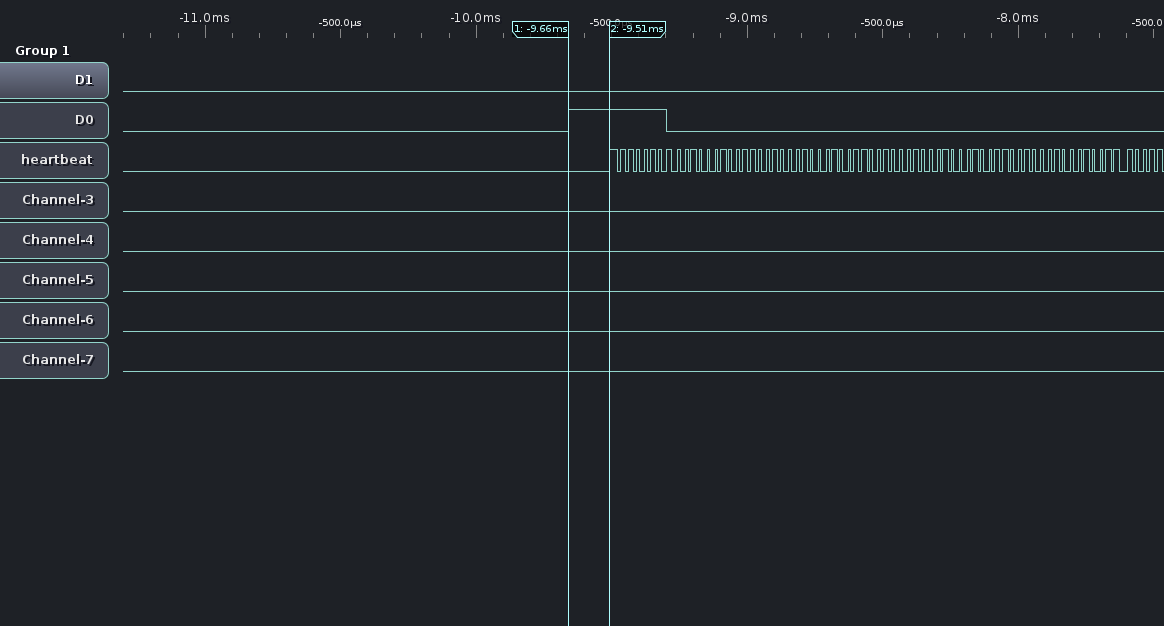 -11.0ms -500.0µs -10.0ms -500.0 -9.0ms -500.0µs -8.0ms -500.0
1: -9.66ms 2: -9.51ms
Group 1
D1
D0
heartbeat
Channel-3
Channel-4
Channel-5
Channel-6
Channel-7